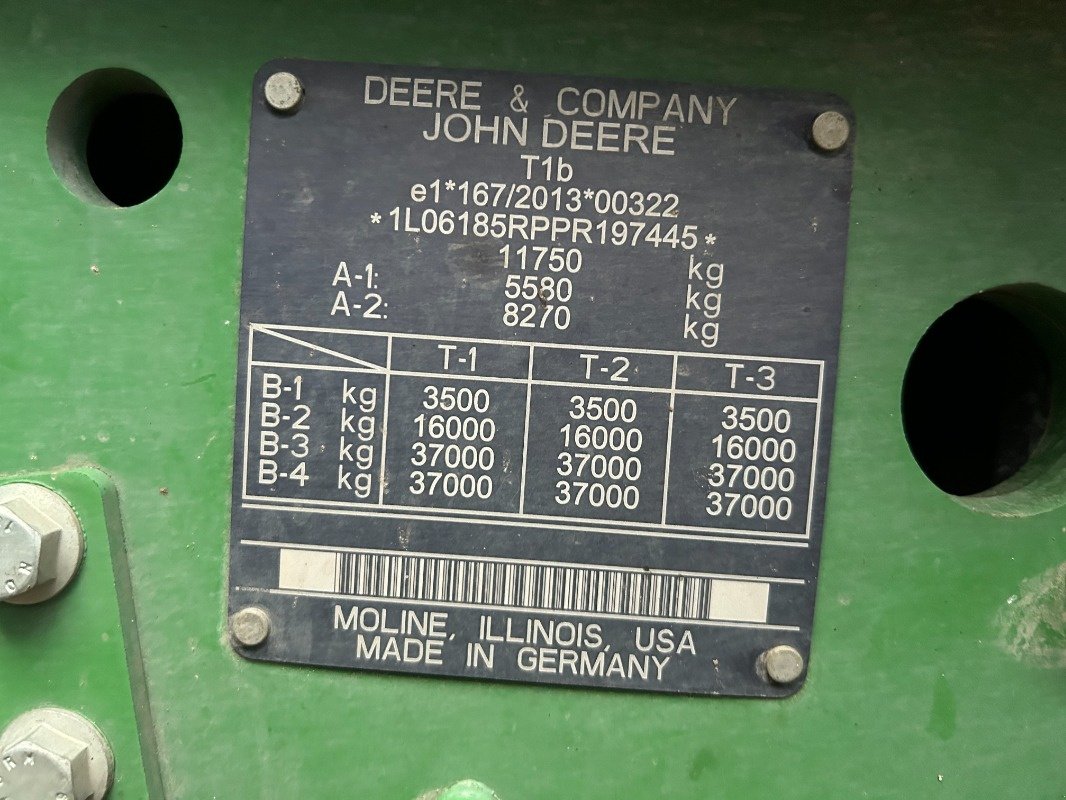 DEERE & COMPANY
JOHN DEERE
T1b
e1*167/2013*00322
*1L06185RPPR197445*
11750 kg
A-1: 5580 kg
A-2: 8270 kg
T-1 T-2 T-3
B-1 kg 3500 3500 3500
B-2 kg 16000 16000 16000
B-3 kg 37000 37000 37000
B-4 kg 37000 37000 37000
MOLINE, ILLINOIS, USA
MADE IN GERMANY